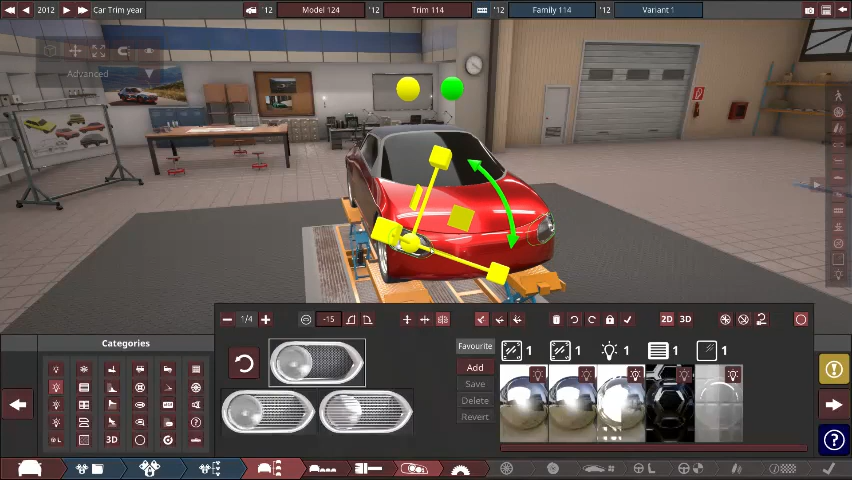 2012 Car Trim year '12 Model 124 '12 Trim 114 '12 Family 114 '12 Variant 1
Advanced
1/4 -15 2D 3D
Categories
Favourite 1 1 1 1 1
Add
Save
Delete
Revert
L 3D
L